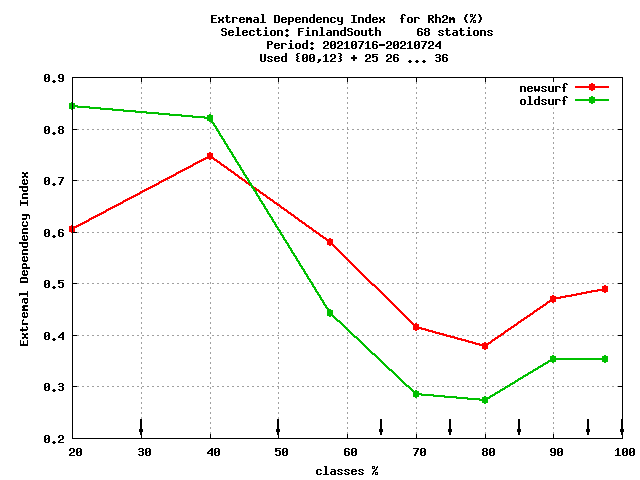 Extremal Dependency Index  for Rh2m (%)
Selection: FinlandSouth     68 stations
Period: 20210716-20210724
Used {00,12} + 25 26 ... 36
newsurf
oldsurf
Extremal Dependency Index
0.9
0.8
0.7
0.6
0.5
0.4
0.3
0.2
20 30 40 50 60 70 80 90 100
classes %